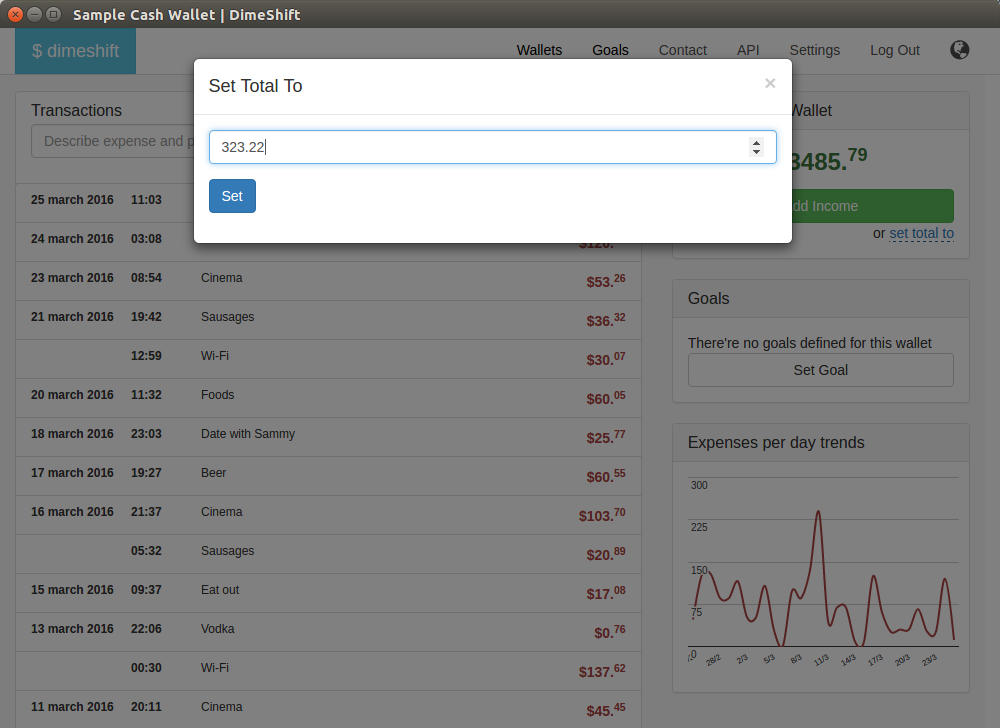 Sample Cash Wallet | DimeShift
$ dimeshift
Wallets Goals Contact API Settings Log Out
Set Total To ×
323.22
Set
Transactions
Describe expense and p
25 march 2016 11:03
24 march 2016 03:08
23 march 2016 08:54 Cinema $53.26
21 march 2016 19:42 Sausages $36.32
12:59 Wi-Fi $30.07
20 march 2016 11:32 Foods $60.05
18 march 2016 23:03 Date with Sammy $25.77
17 march 2016 19:27 Beer $60.55
16 march 2016 21:37 Cinema $103.70
05:32 Sausages $20.89
15 march 2016 09:37 Eat out $17.08
13 march 2016 22:06 Vodka $0.76
00:30 Wi-Fi $137.62
11 march 2016 20:11 Cinema $45.45
Wallet
3485.79
dd Income
or set total to
Goals
There're no goals defined for this wallet
Set Goal
Expenses per day trends
300
225
150
75
0
28/2 2/3 5/3 8/3 11/3 14/3 17/3 20/3 23/3